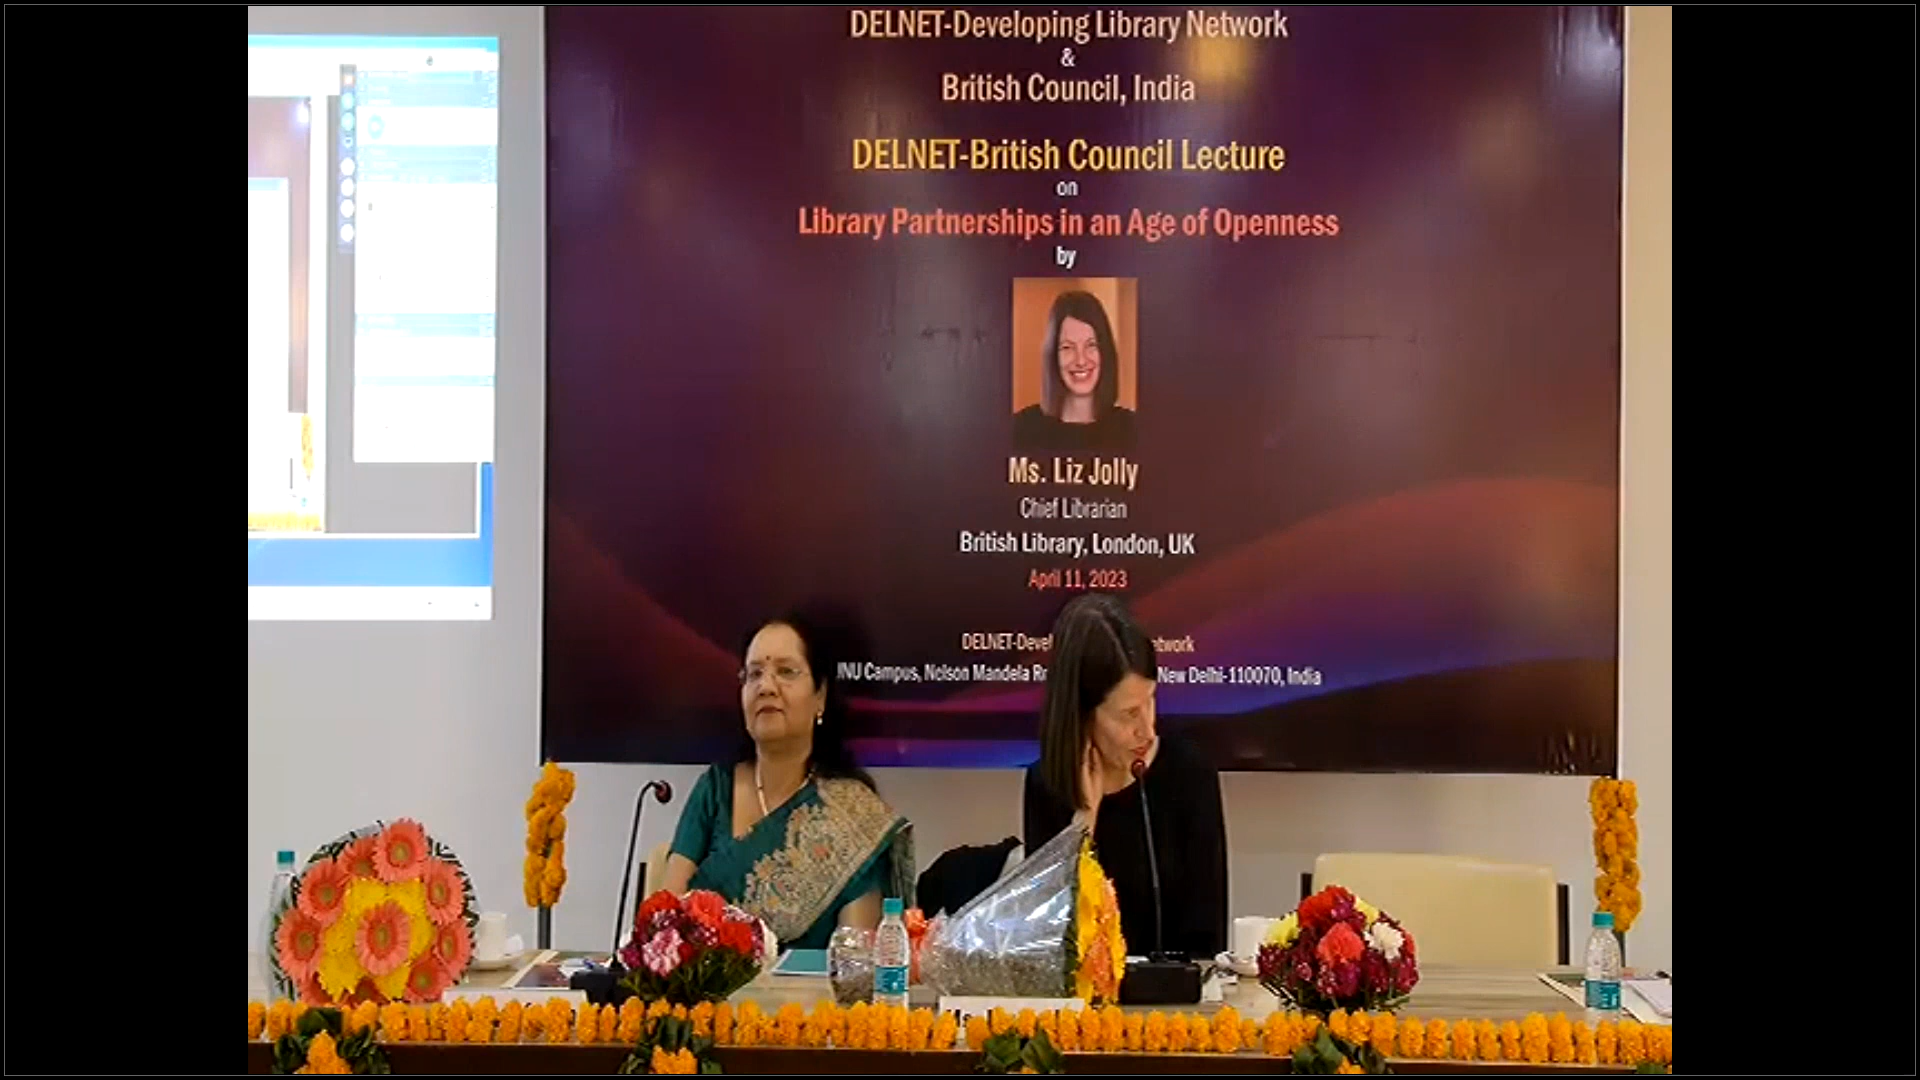 DELNET-Developing Library Network
&
British Council, India
DELNET-British Council Lecture
on
Library Partnerships in an Age of Openness
by
Ms. Liz Jolly
Chief Librarian
British Library, London, UK
April 11, 2023
DELNET-Devel etwork
JNU Campus, Nelson Mandela New Delhi-110070, India
Ms.